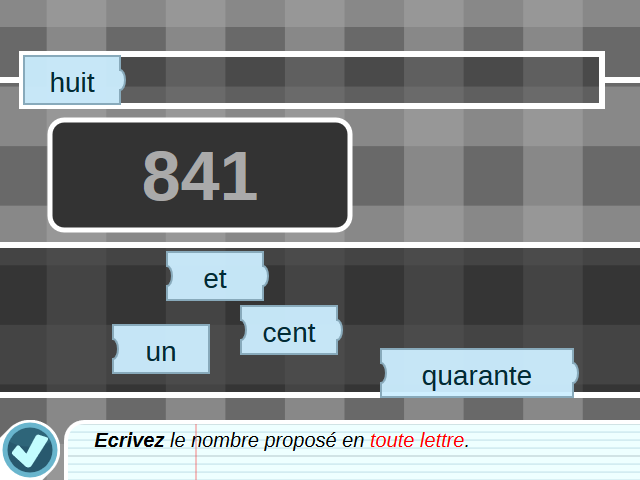 huit
841
et
cent
un
quarante
Ecrivez le nombre proposé en toute lettre.